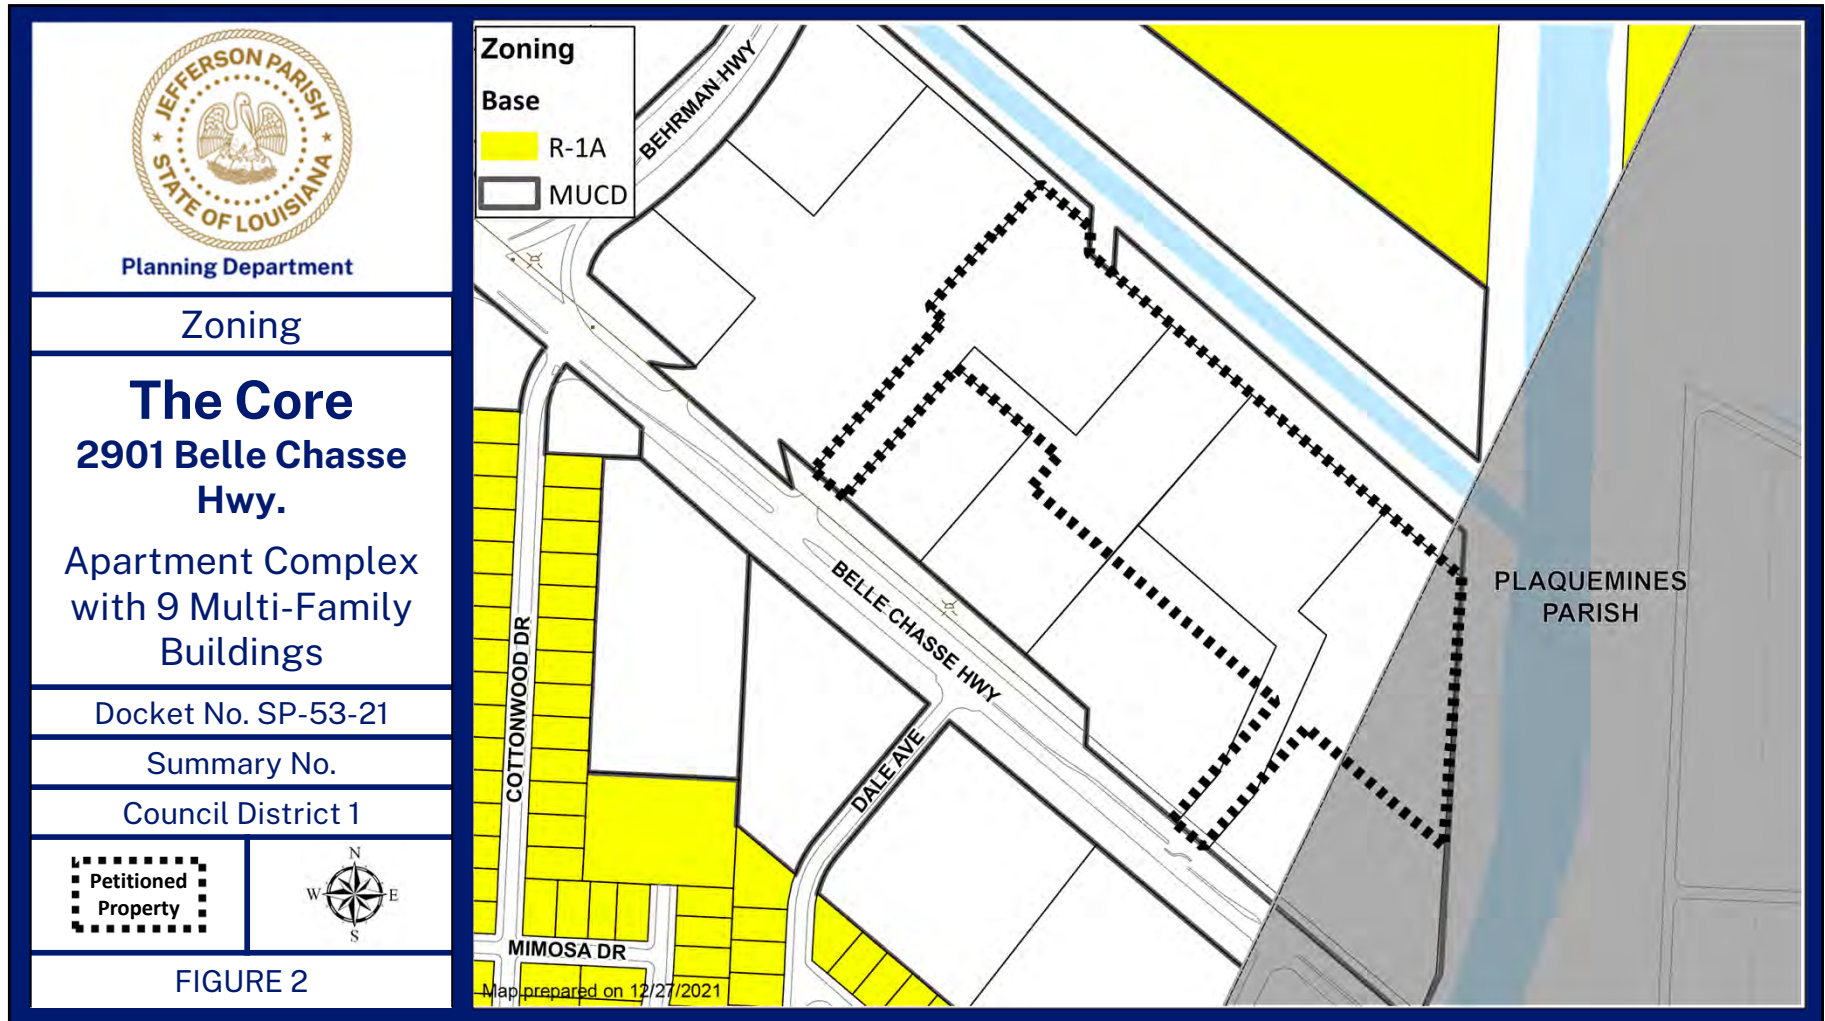 JEFFERSON PARISH
STATE OF LOUISIANA
Planning Department
Zoning
The Core
2901 Belle Chasse
Hwy.
Apartment Complex
with 9 Multi-Family
Buildings
Docket No. SP-53-21
Summary No.
Council District 1
Petitioned
Property
N
W
E
S
FIGURE 2
Zoning
Base
R-1A
MUCD
BEHRMAN HWY
BELLE CHASSE HWY
PLAQUEMINES
PARISH
COTTONWOOD DR
DALE AVE
MIMOSA DR
Map prepared on 12/27/2021